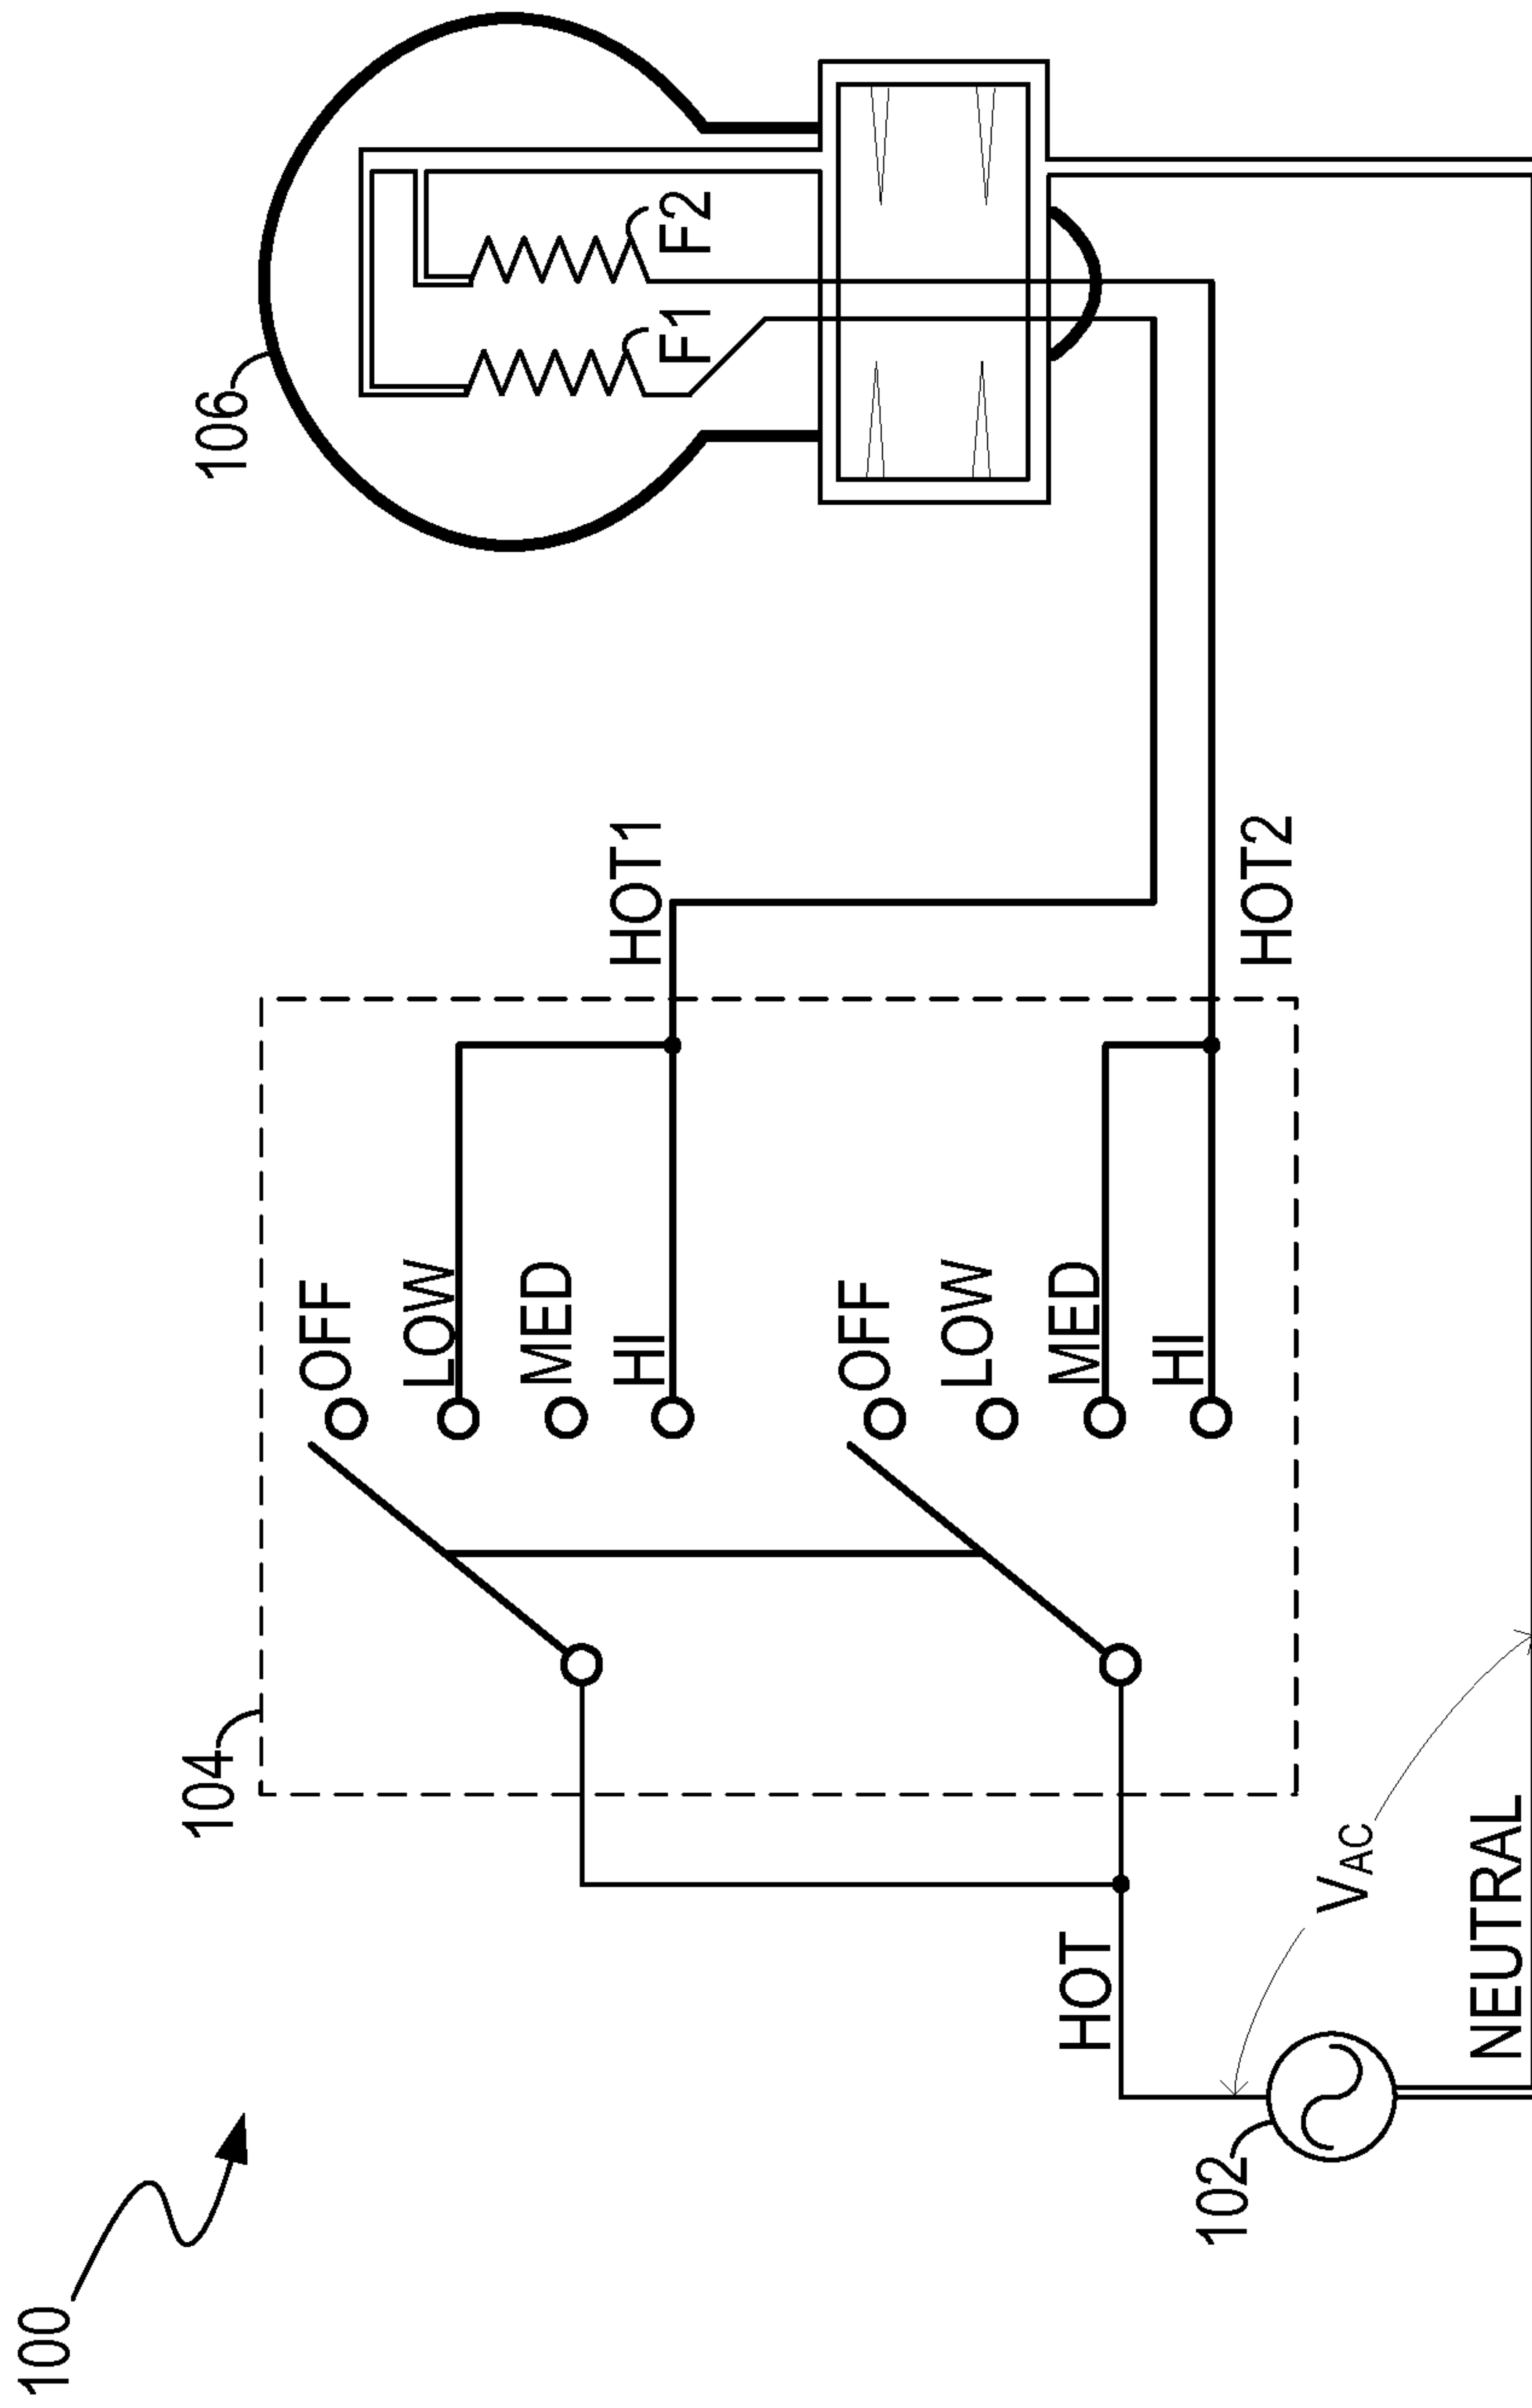 100
104
106
OFF
LOW
MED
HI
HOT1
F1
F2
OFF
LOW
MED
HI
HOT2
HOT
102
VAC
NEUTRAL